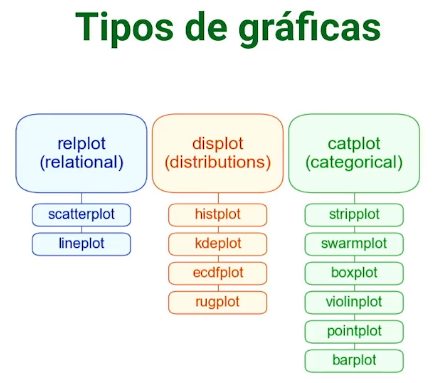 Tipos de gráficas
relplot
(relational)
scatterplot
lineplot
displot
(distributions)
histplot
kdeplot
ecdfplot
rugplot
catplot
(categorical)
stripplot
swarmplot
boxplot
violinplot
pointplot
barplot